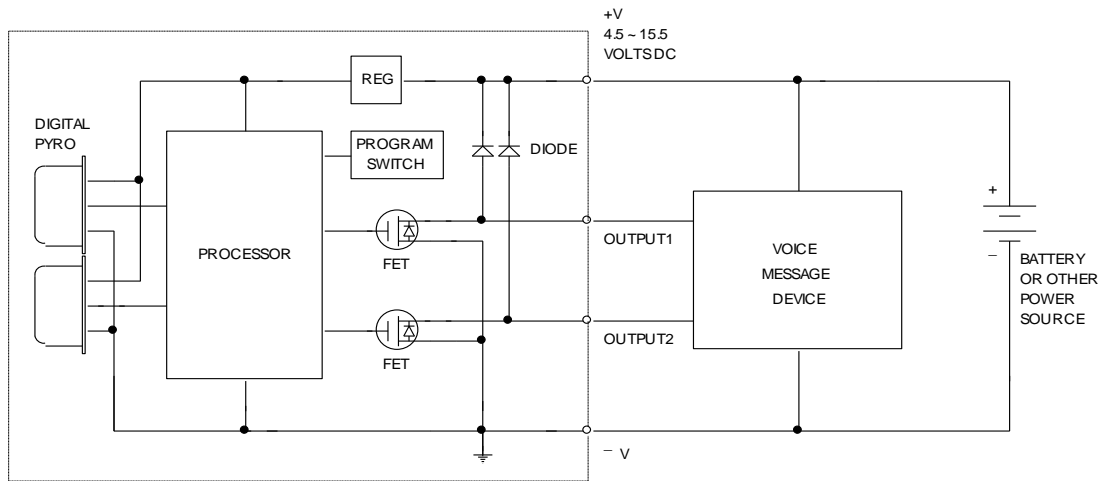 +V
4.5 ~ 15.5
VOLTS DC
REG
DIGITAL
PYRO
PROGRAM
SWITCH
DIODE
+
PROCESSOR
FET
OUTPUT1
VOICE
MESSAGE
DEVICE
–
BATTERY
OR OTHER
POWER
SOURCE
FET
OUTPUT2
– V